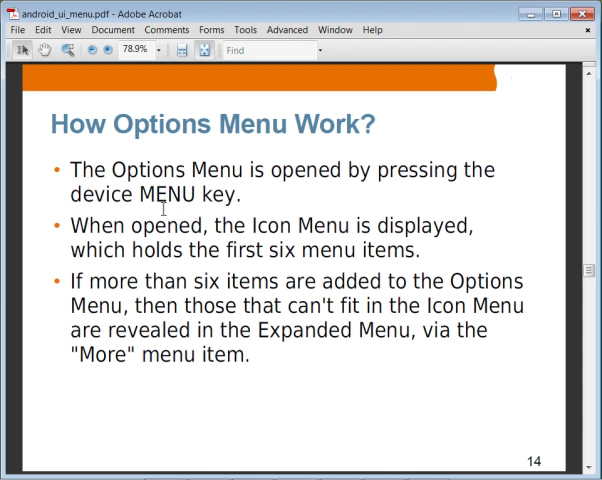 android_ui_menu.pdf - Adobe Acrobat
File Edit View Document Comments Forms Tools Advanced Window Help
78.9% Find
How Options Menu Work?
• The Options Menu is opened by pressing the
device MENU key.
• When opened, the Icon Menu is displayed,
which holds the first six menu items.
• If more than six items are added to the Options
Menu, then those that can't fit in the Icon Menu
are revealed in the Expanded Menu, via the
"More" menu item.
14